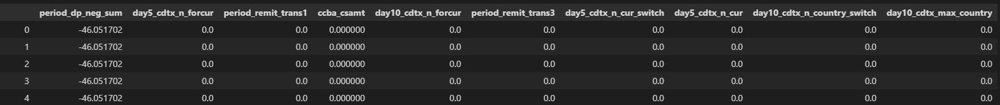 period_dp_neg_sum day5_cdtx_n_forcur period_remit_trans1 ccba_csamt day10_cdtx_n_forcur period_remit_trans3 day5_cdtx_n_cur_switch day5_cdtx_n_cur day10_cdtx_n_country_switch day10_cdtx_max_country
0 -46.051702 0.0 0.0 0.000000 0.0 0.0 0.0 0.0 0.0 0.0
1 -46.051702 0.0 0.0 0.000000 0.0 0.0 0.0 0.0 0.0 0.0
2 -46.051702 0.0 0.0 0.000000 0.0 0.0 0.0 0.0 0.0 0.0
3 -46.051702 0.0 0.0 0.000000 0.0 0.0 0.0 0.0 0.0 0.0
4 -46.051702 0.0 0.0 0.000000 0.0 0.0 0.0 0.0 0.0 0.0